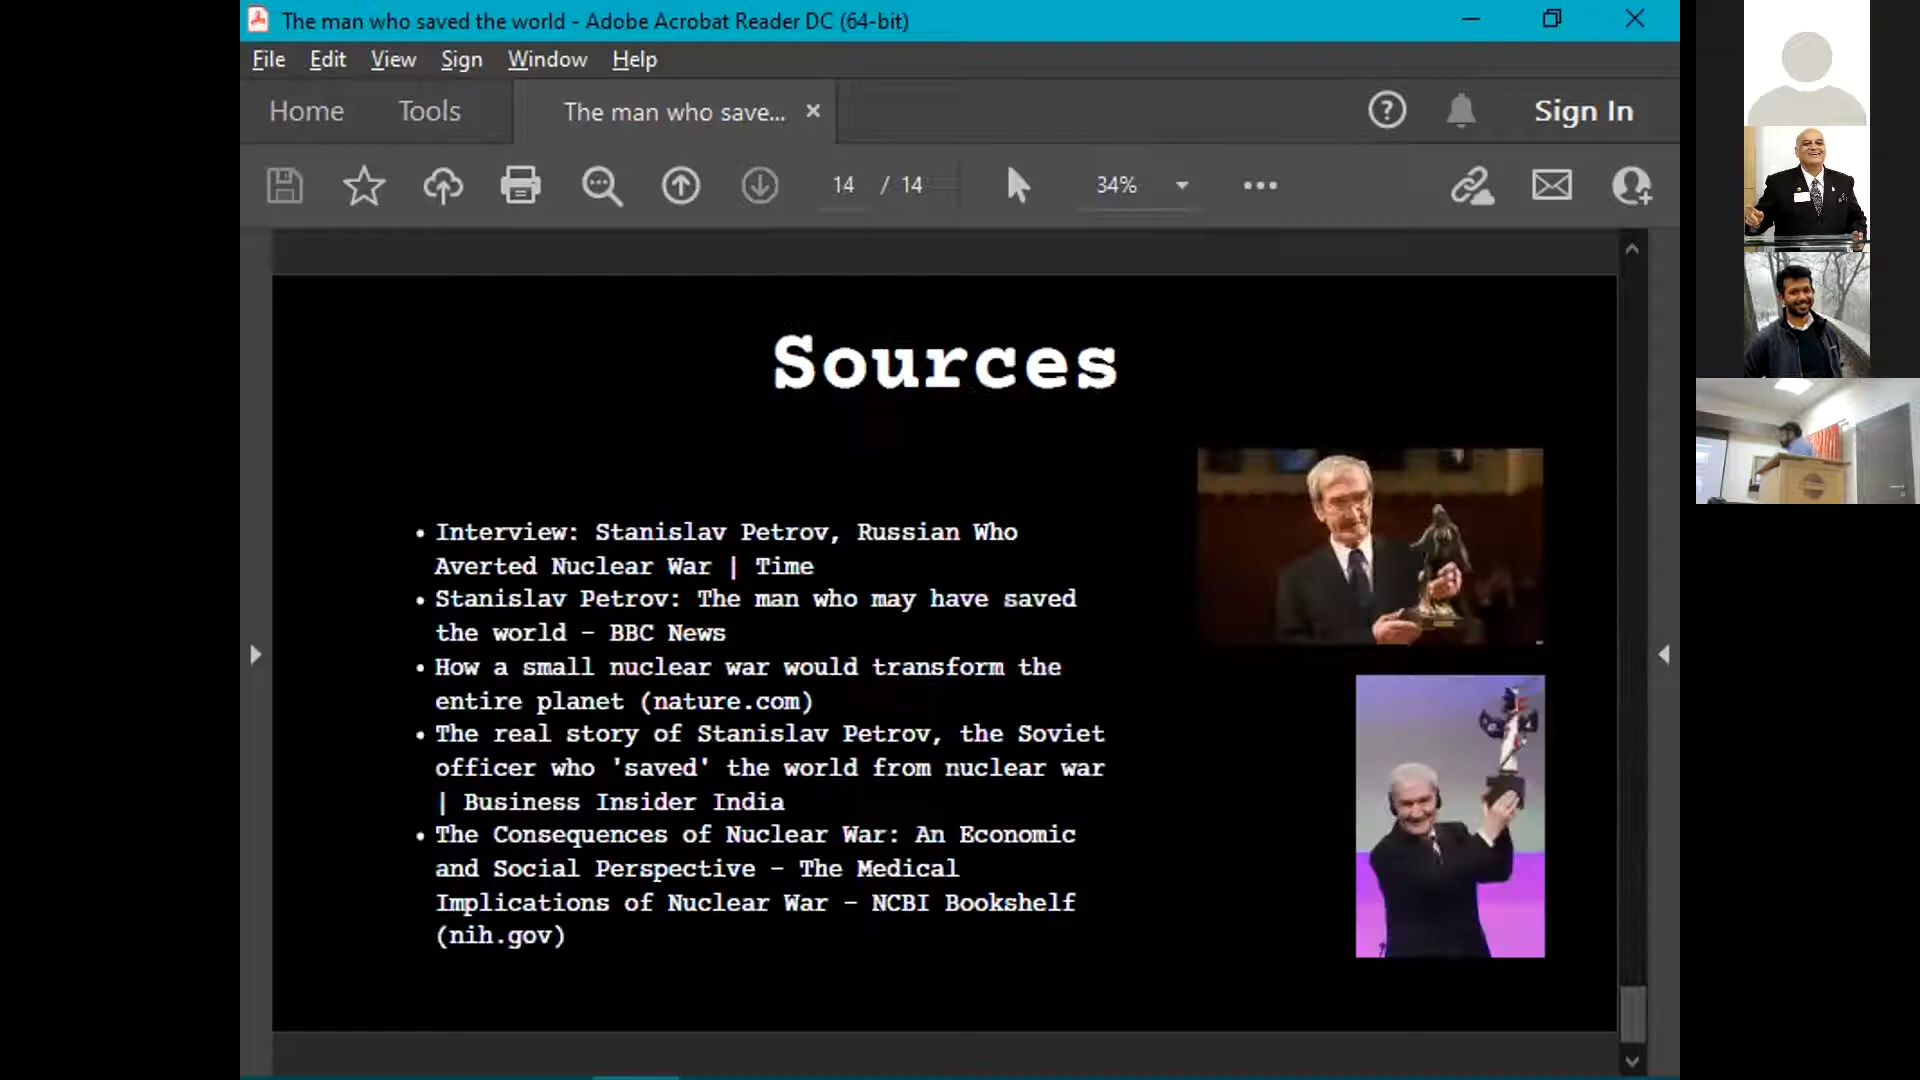 The man who saved the world - Adobe Acrobat Reader DC (64-bit)
File Edit View Sign Window Help
Home Tools The man who save... Sign In
14 / 14 34%
Sources
• Interview: Stanislav Petrov, Russian Who
Averted Nuclear War | Time
• Stanislav Petrov: The man who may have saved
the world – BBC News
• How a small nuclear war would transform the
entire planet (nature.com)
• The real story of Stanislav Petrov, the Soviet
officer who 'saved' the world from nuclear war
| Business Insider India
• The Consequences of Nuclear War: An Economic
and Social Perspective – The Medical
Implications of Nuclear War – NCBI Bookshelf
(nih.gov)